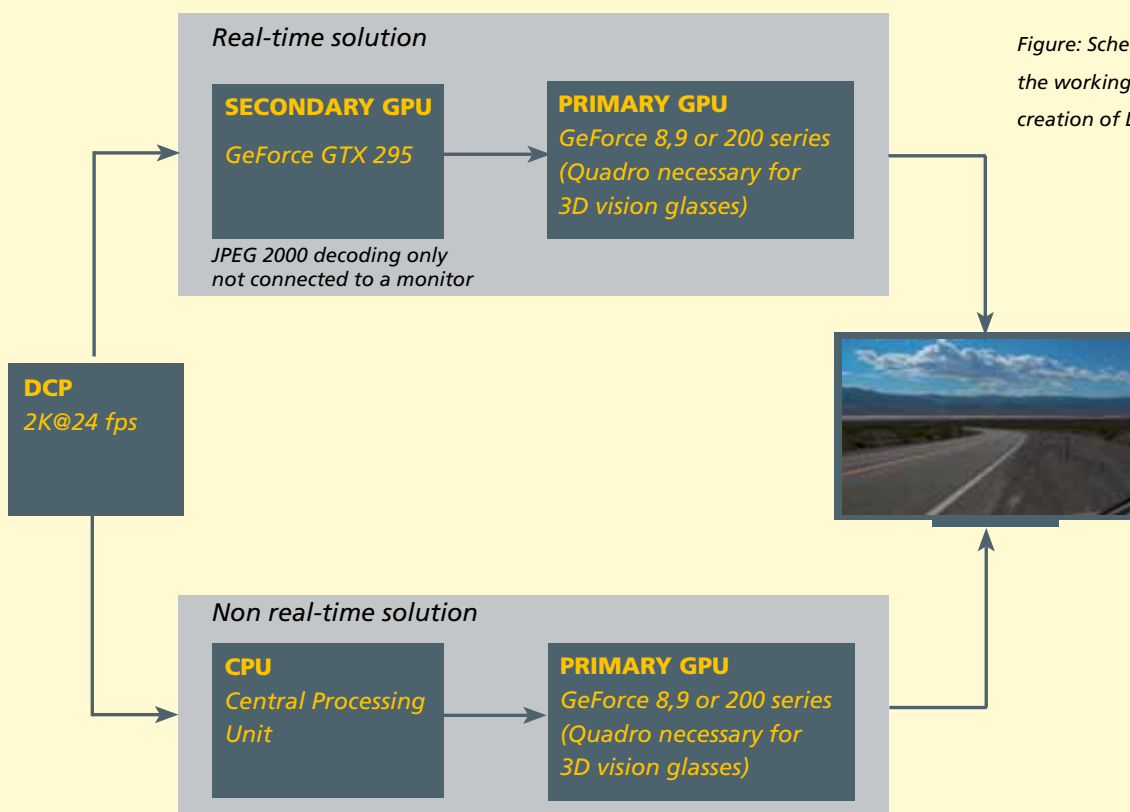 Real-time solution
SECONDARY GPU
GeForce GTX 295
PRIMARY GPU
GeForce 8,9 or 200 series
(Quadro necessary for
3D vision glasses)
JPEG 2000 decoding only
not connected to a monitor
Figure:
the working
creation of
DCP
2K@24 fps
Non real-time solution
CPU
Central Processing
Unit
PRIMARY GPU
GeForce 8,9 or 200 series
(Quadro necessary for
3D vision glasses)